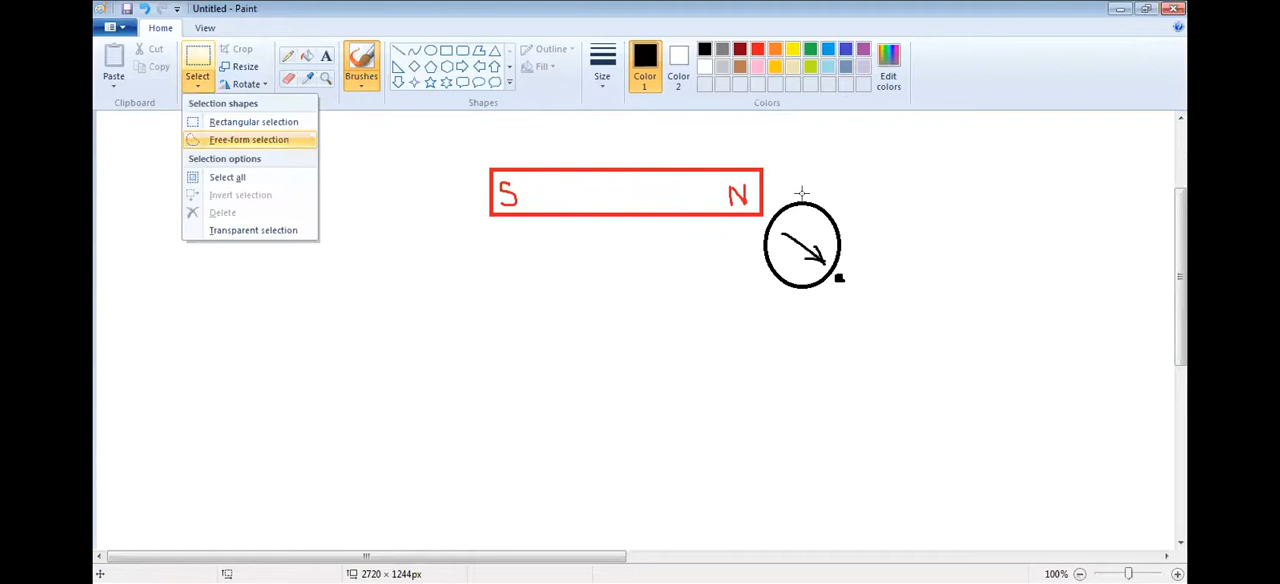 Untitled - Paint
Home View
Paste
Cut
Copy
Clipboard
Select
Crop
Resize
Rotate
Brushes
Outline
Fill
Shapes
Size
Color 1
Color 2
Edit colors
Colors
A
Selection shapes
Rectangular selection
Free-form selection
Selection options
Select all
Invert selection
Delete
Transparent selection
S N
2720 × 1244px
100%